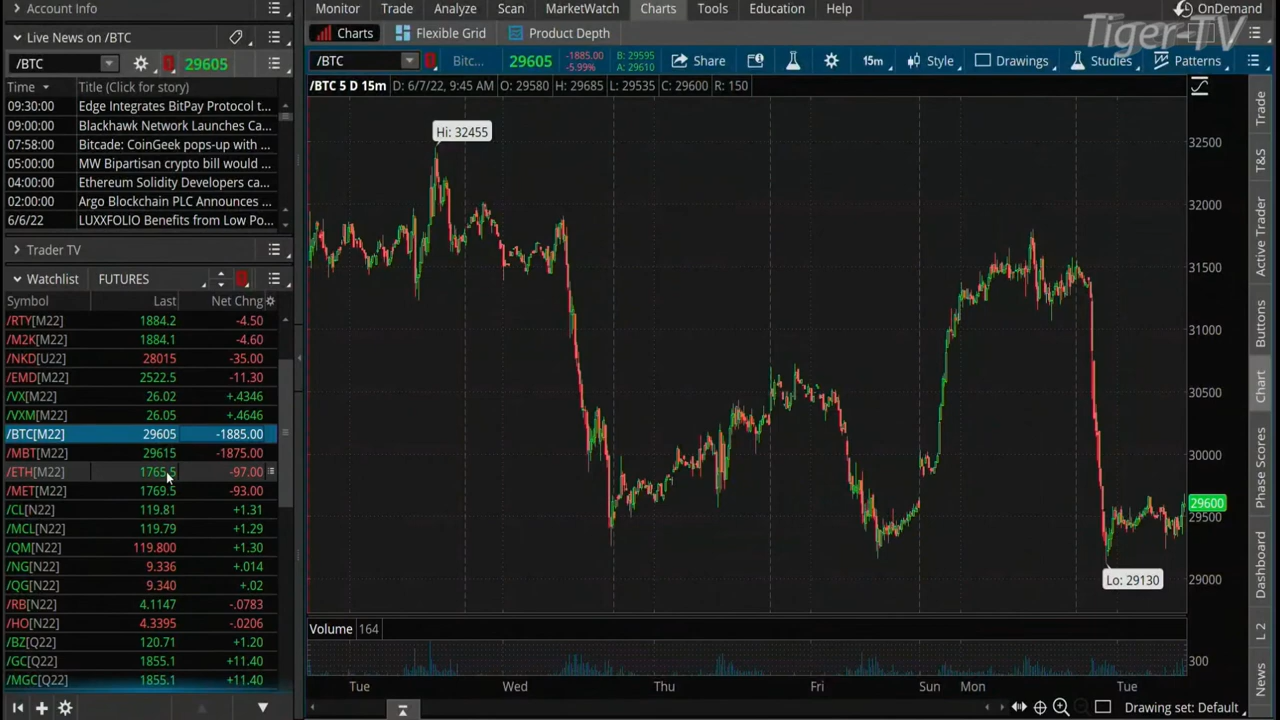 Account Info
Monitor Trade Analyze Scan MarketWatch Charts Tools Education Help OnDemand
Tiger-TV
Live News on /BTC
Charts Flexible Grid Product Depth
/BTC 29605
/BTC Bitc... 29605 -1885.00 -5.99% B: 29595 A: 29610 Share 15m Style Drawings Studies Patterns
Time Title (Click for story)
/BTC 5 D 15m D: 6/7/22, 9:45 AM O: 29580 H: 29685 L: 29535 C: 29600 R: 150
09:30:00 Edge Integrates BitPay Protocol t...
09:00:00 Blackhawk Network Launches Ca...
07:58:00 Bitcade: CoinGeek pops-up with ...
05:00:00 MW Bipartisan crypto bill would ...
04:00:00 Ethereum Solidity Developers ca...
02:00:00 Argo Blockchain PLC Announces ...
6/6/22 LUXXFOLIO Benefits from Low Po...
Trader TV
Watchlist FUTURES
Symbol Last Net Chng
/RTY[M22] 1884.2 -4.50
/M2K[M22] 1884.1 -4.60
/NKD[U22] 28015 -35.00
/EMD[M22] 2522.5 -11.30
/VX[M22] 26.02 +.4346
/VXM[M22] 26.05 +.4646
/BTC[M22] 29605 -1885.00
/MBT[M22] 29615 -1875.00
/ETH[M22] 1765.5 -97.00
/MET[M22] 1769.5 -93.00
/CL[N22] 119.81 +1.31
/MCL[N22] 119.79 +1.29
/QM[N22] 119.800 +1.30
/NG[N22] 9.336 +.014
/QG[N22] 9.340 +.02
/RB[N22] 4.1147 -.0783
/HO[N22] 4.3395 -.0206
/BZ[Q22] 120.71 +1.20
/GC[Q22] 1855.1 +11.40
/MGC[Q22] 1855.1 +11.40
Hi: 32455
Lo: 29130
32500
32000
31500
31000
30500
30000
29600
29500
29000
Volume 164
300
Tue Wed Thu Fri Sun Mon Tue
Drawing set: Default
Trade
T&S
Active Trader
Buttons
Chart
Phase Scores
Dashboard
L 2
News